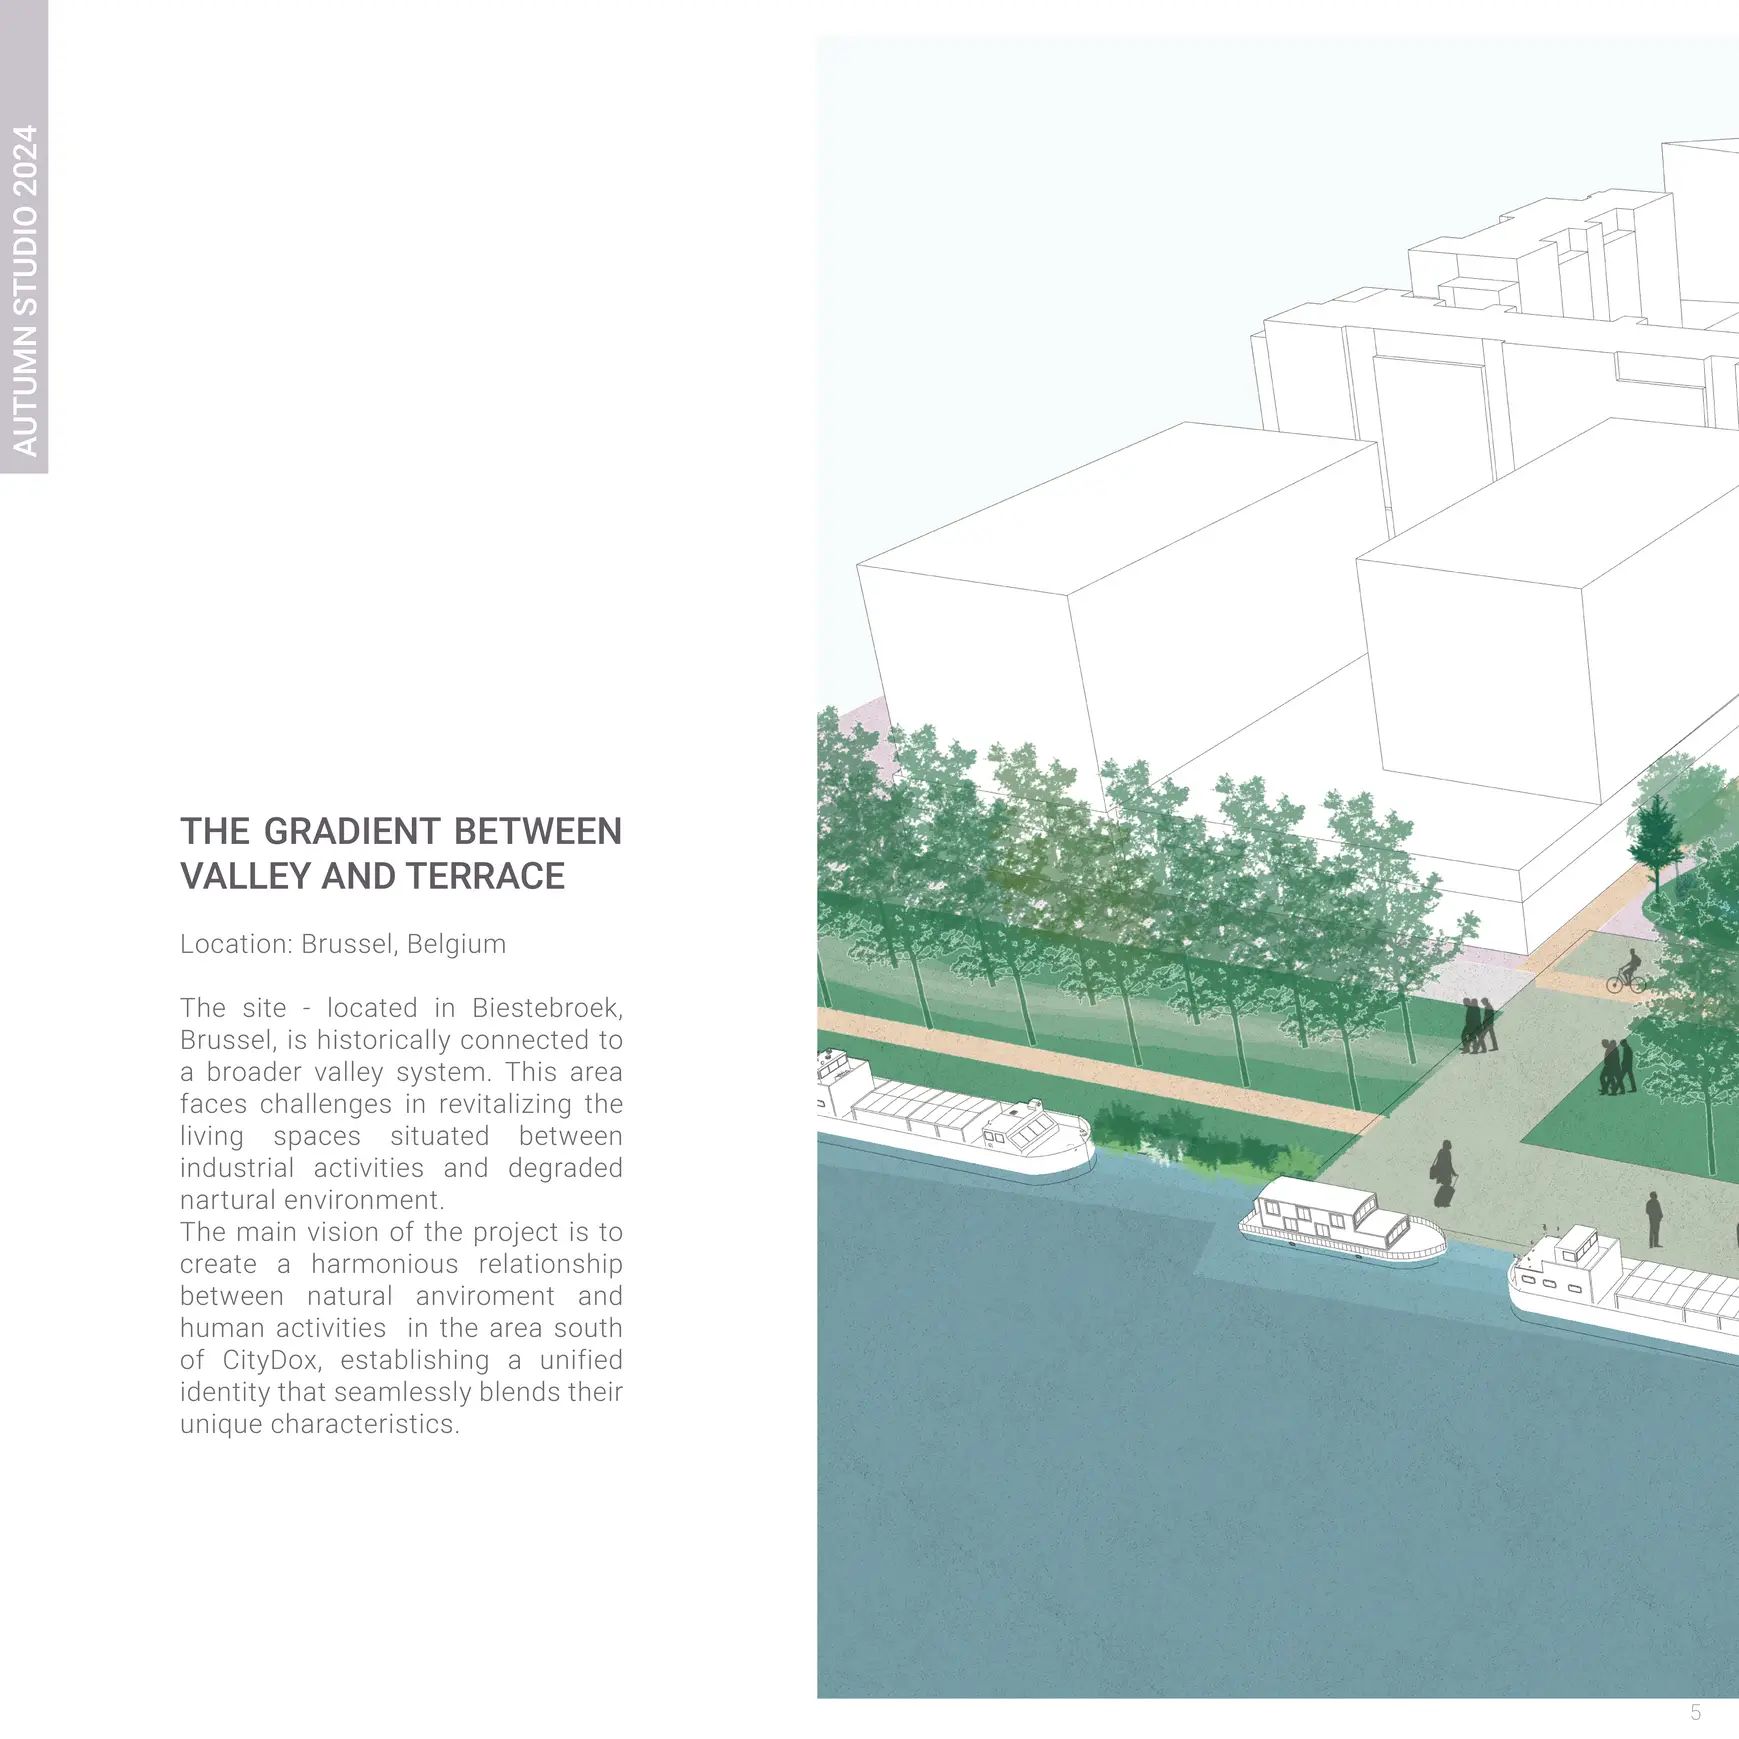 AUTUMN STUDIO 2024
THE GRADIENT BETWEEN
VALLEY AND TERRACE
Location: Brussel, Belgium
The site - located in Biestebroek,
Brussel, is historically connected to
a broader valley system. This area
faces challenges in revitalizing the
living spaces situated between
industrial activities and degraded
nartural environment.
The main vision of the project is to
create a harmonious relationship
between natural anviroment and
human activities in the area south
of CityDox, establishing a unified
identity that seamlessly blends their
unique characteristics.
5